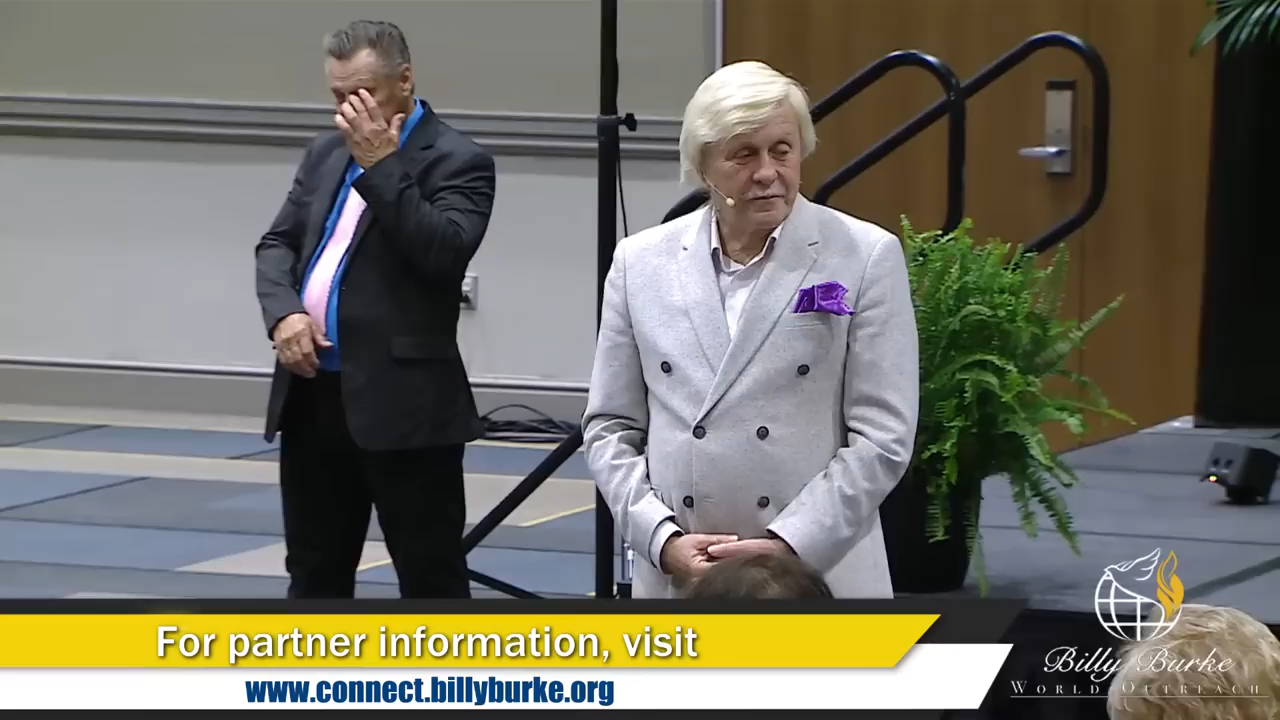 For partner information, visit
www.connect.billyburke.org
Billy Burke
WORLD OUTREACH